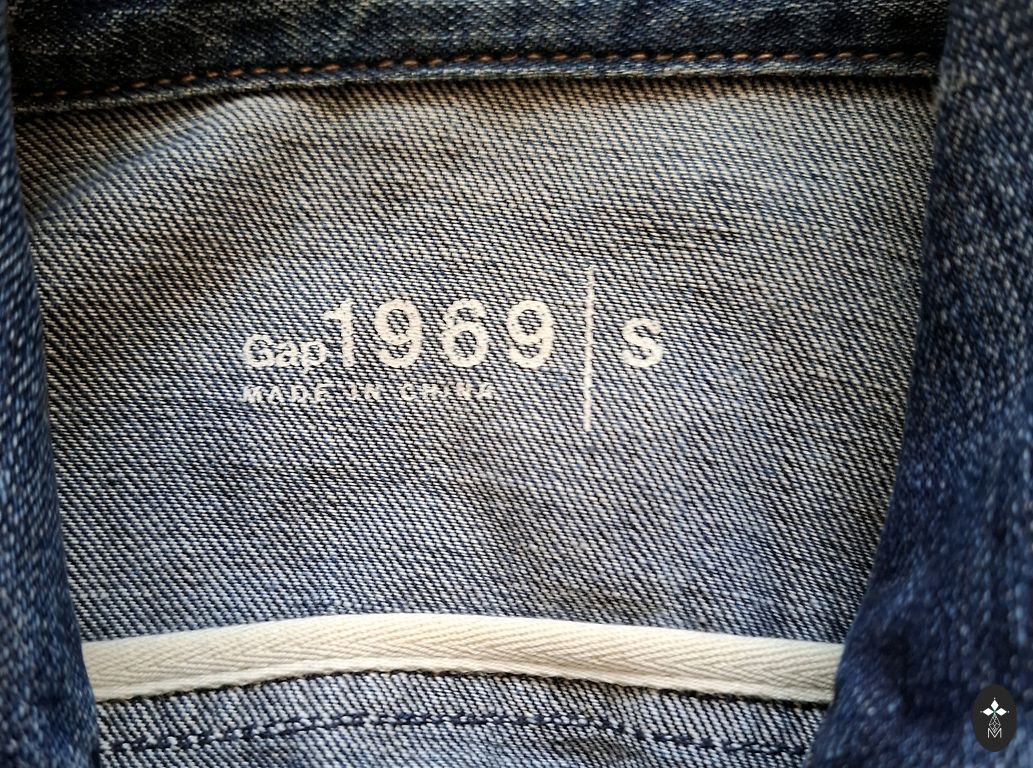 Gap1969 | S
MADE IN CHINA